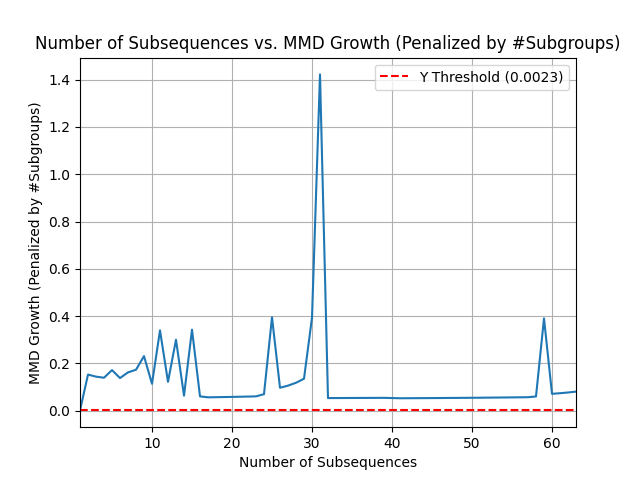 Number of Subsequences vs. MMD Growth (Penalized by #Subgroups)
Y Threshold (0.0023)
MMD Growth (Penalized by #Subgroups)
1.4
1.2
1.0
0.8
0.6
0.4
0.2
0.0
10 20 30 40 50 60
Number of Subsequences